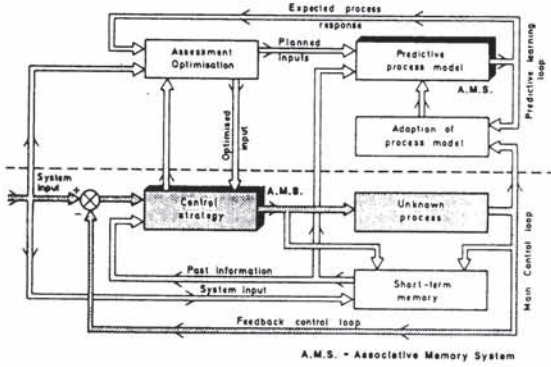 Expected process
response
Assessment
Optimisation
Planned
inputs
Predictive
process model
A.M.S.
Predictive learning
loop
Optimised
input
Adaption of
process model
System
input
+
−
A.M.S.
Control
strategy
Unknown
process
Main Control loop
Past Information
System input
Short-term
memory
Feedback control loop
A.M.S. - Associative Memory System